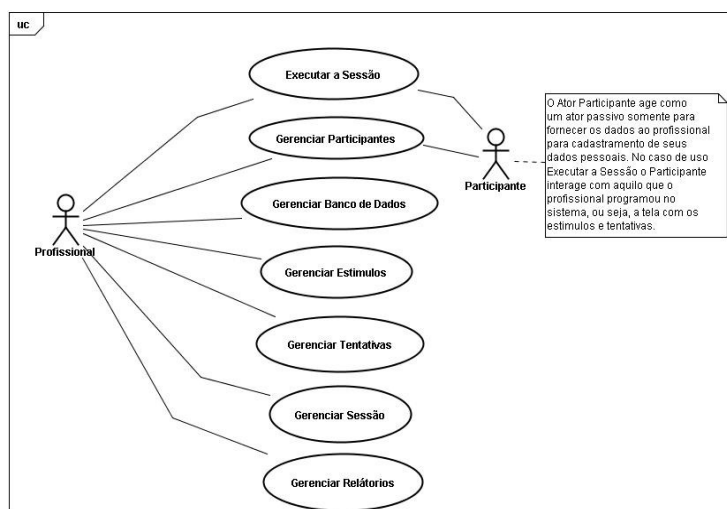 uc
Executar a Sessão
Gerenciar Participantes
Gerenciar Banco de Dados
Gerenciar Estimulos
Gerenciar Tentativas
Gerenciar Sessão
Gerenciar Relátorios
Profissional
Participante
O Ator Participante age como
um ator passivo somente para
fornecer os dados ao profissional
para cadastramento de seus
dados pessoais. No caso de uso
Executar a Sessão o Participante
interage com aquilo que o
profissional programou no
sistema, ou seja, a tela com os
estimulos e tentativas.